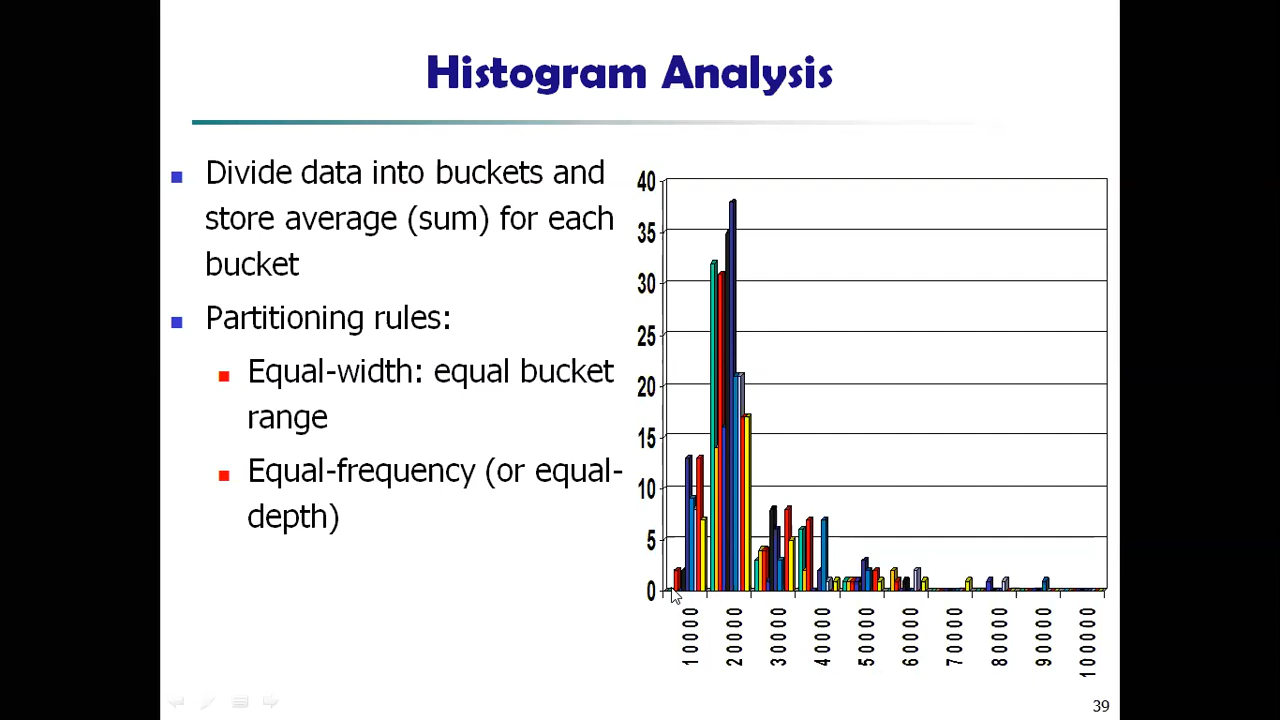 Histogram Analysis
Divide data into buckets and
store average (sum) for each
bucket
Partitioning rules:
Equal-width: equal bucket
range
Equal-frequency (or equal-
depth)
40
35
30
25
20
15
10
5
0
10000
20000
30000
40000
50000
60000
70000
80000
90000
100000
39